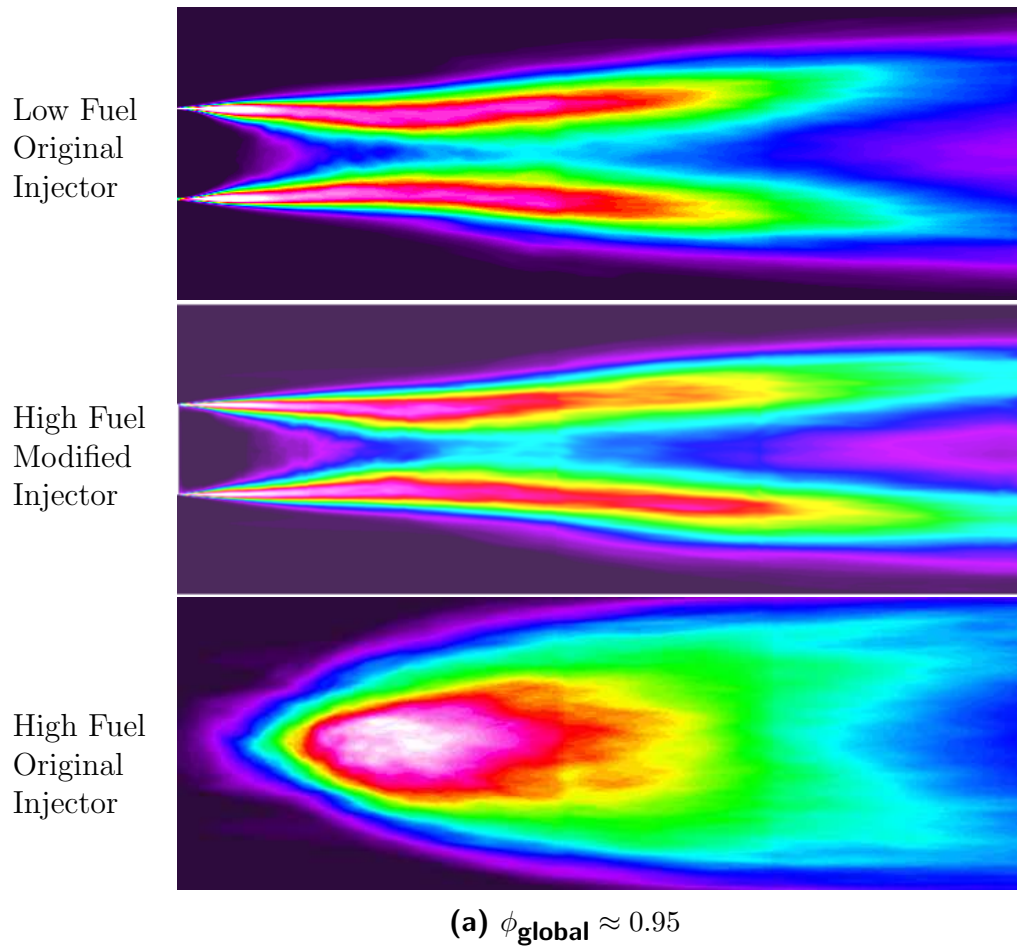 Low Fuel
Original
Injector
High Fuel
Modified
Injector
High Fuel
Original
Injector
(a) ϕglobal ≈ 0.95